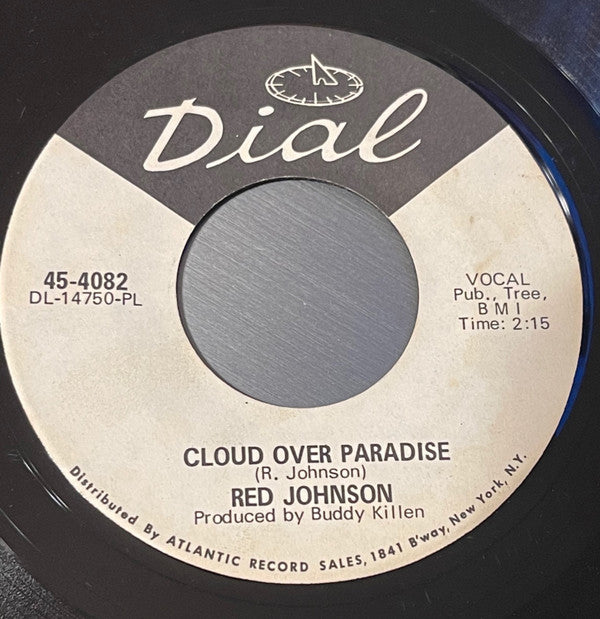 Dial
45-4082
DL-14750-PL
VOCAL
Pub., Tree,
B M I
Time: 2:15
CLOUD OVER PARADISE
(R. Johnson)
RED JOHNSON
Produced by Buddy Killen
Distributed By ATLANTIC RECORD SALES, 1841 B'way, New York, N.Y.